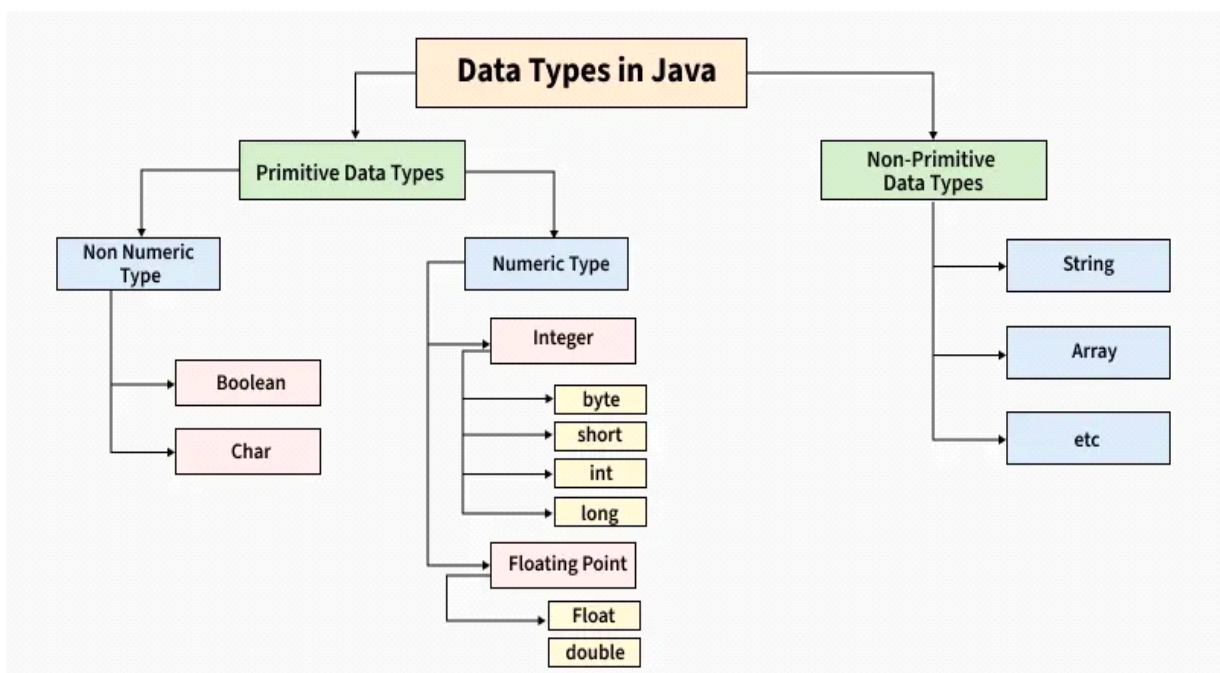 Data Types in Java
Primitive Data Types
Non-Primitive
Data Types
Non Numeric
Type
Numeric Type
String
Integer
Array
Boolean
byte
short
Char
int
etc
long
Floating Point
Float
double